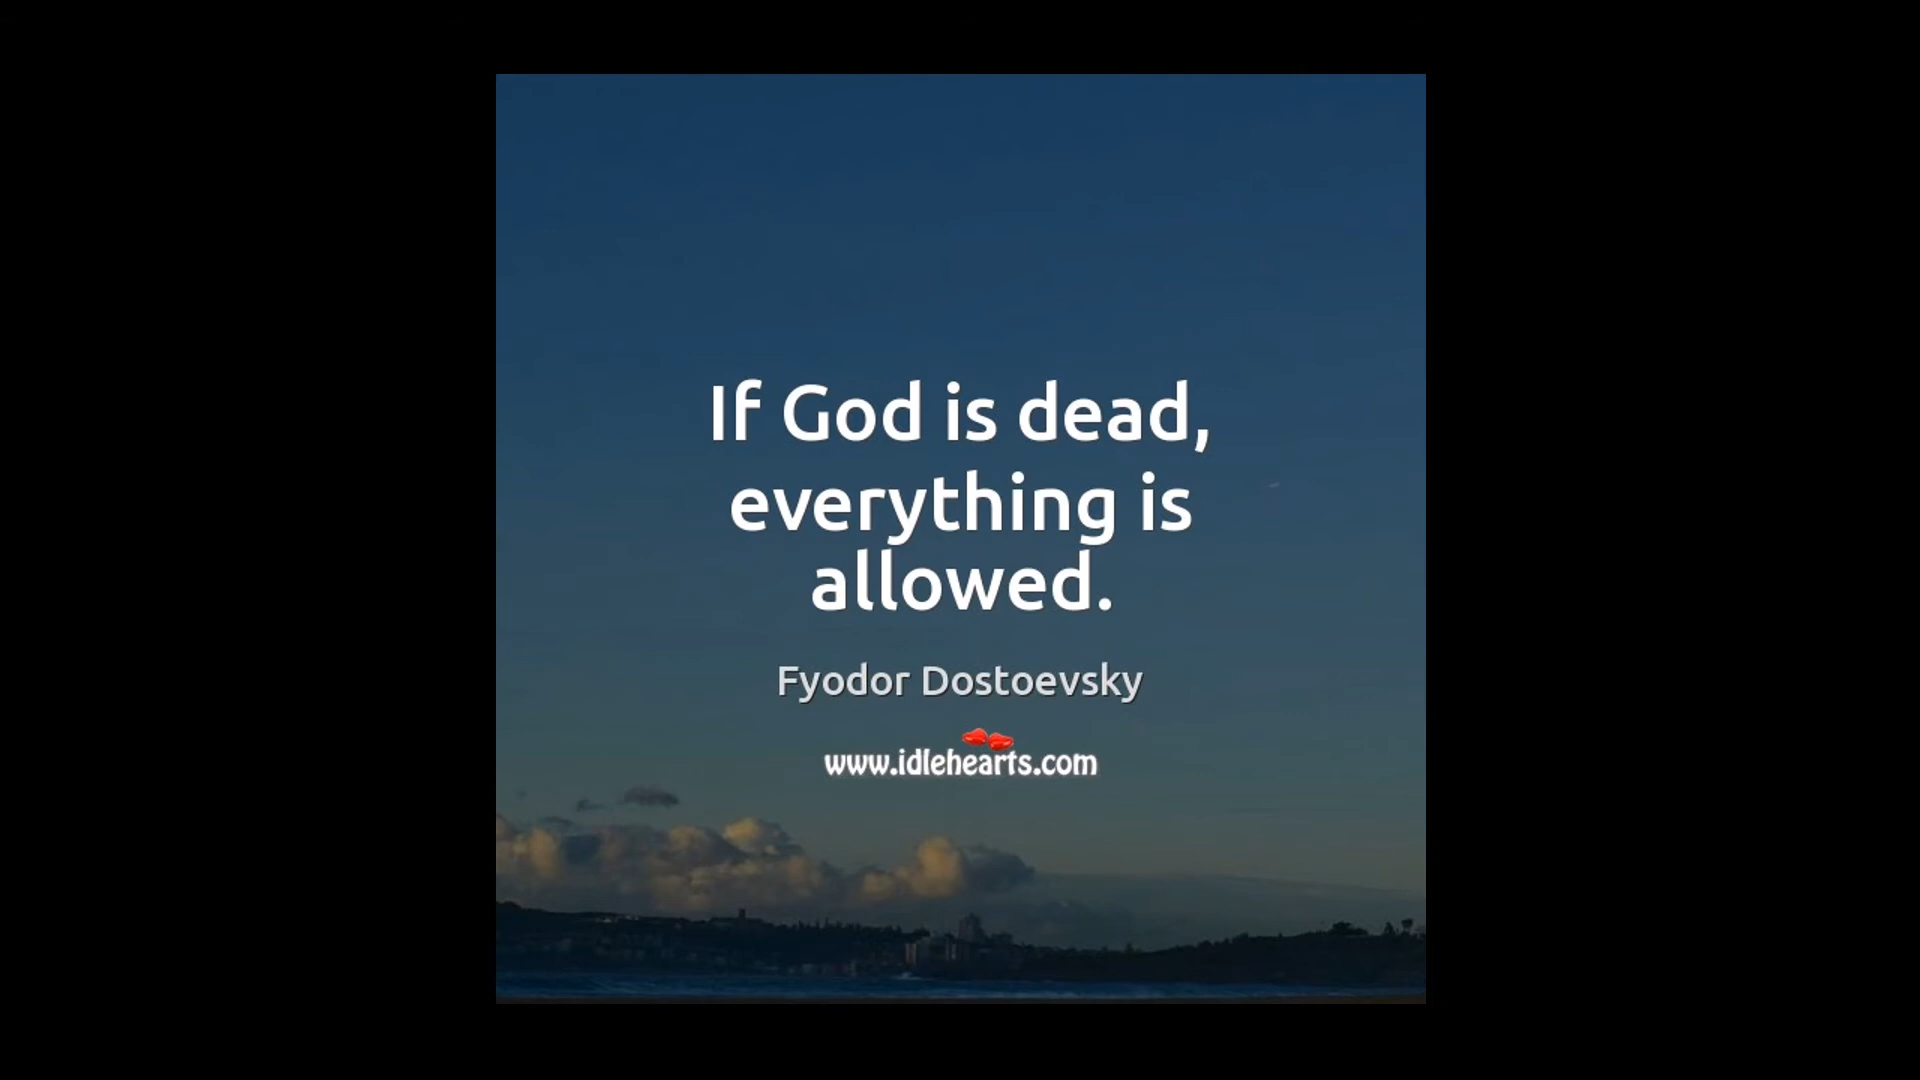 If God is dead,
everything is
allowed.
Fyodor Dostoevsky
www.idlehearts.com